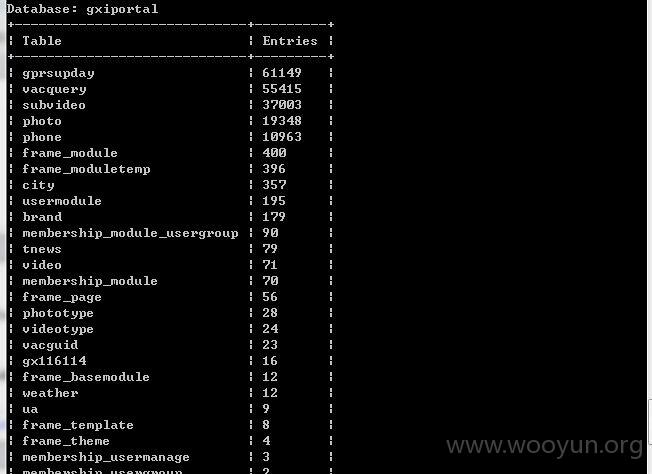 Database: gxiportal
+-----------------------------+---------+
| Table                       | Entries |
+-----------------------------+---------+
| gprsupday                   | 61149   |
| vacquery                    | 55415   |
| subvideo                    | 37003   |
| photo                       | 19348   |
| phone                       | 10963   |
| frame_module                | 400     |
| frame_moduletemp            | 396     |
| city                        | 357     |
| usermodule                  | 195     |
| brand                       | 179     |
| membership_module_usergroup | 90      |
| tnews                       | 79      |
| video                       | 71      |
| membership_module           | 70      |
| frame_page                  | 56      |
| phototype                   | 28      |
| videotype                   | 24      |
| vacguid                     | 23      |
| gx116114                    | 16      |
| frame_basemodule            | 12      |
| weather                     | 12      |
| ua                          | 9       |
| frame_template              | 8       |
| frame_theme                 | 4       |
| membership_usermanage       | 3       |
| membership_usergroup        | 2       |
www.wooyun.org